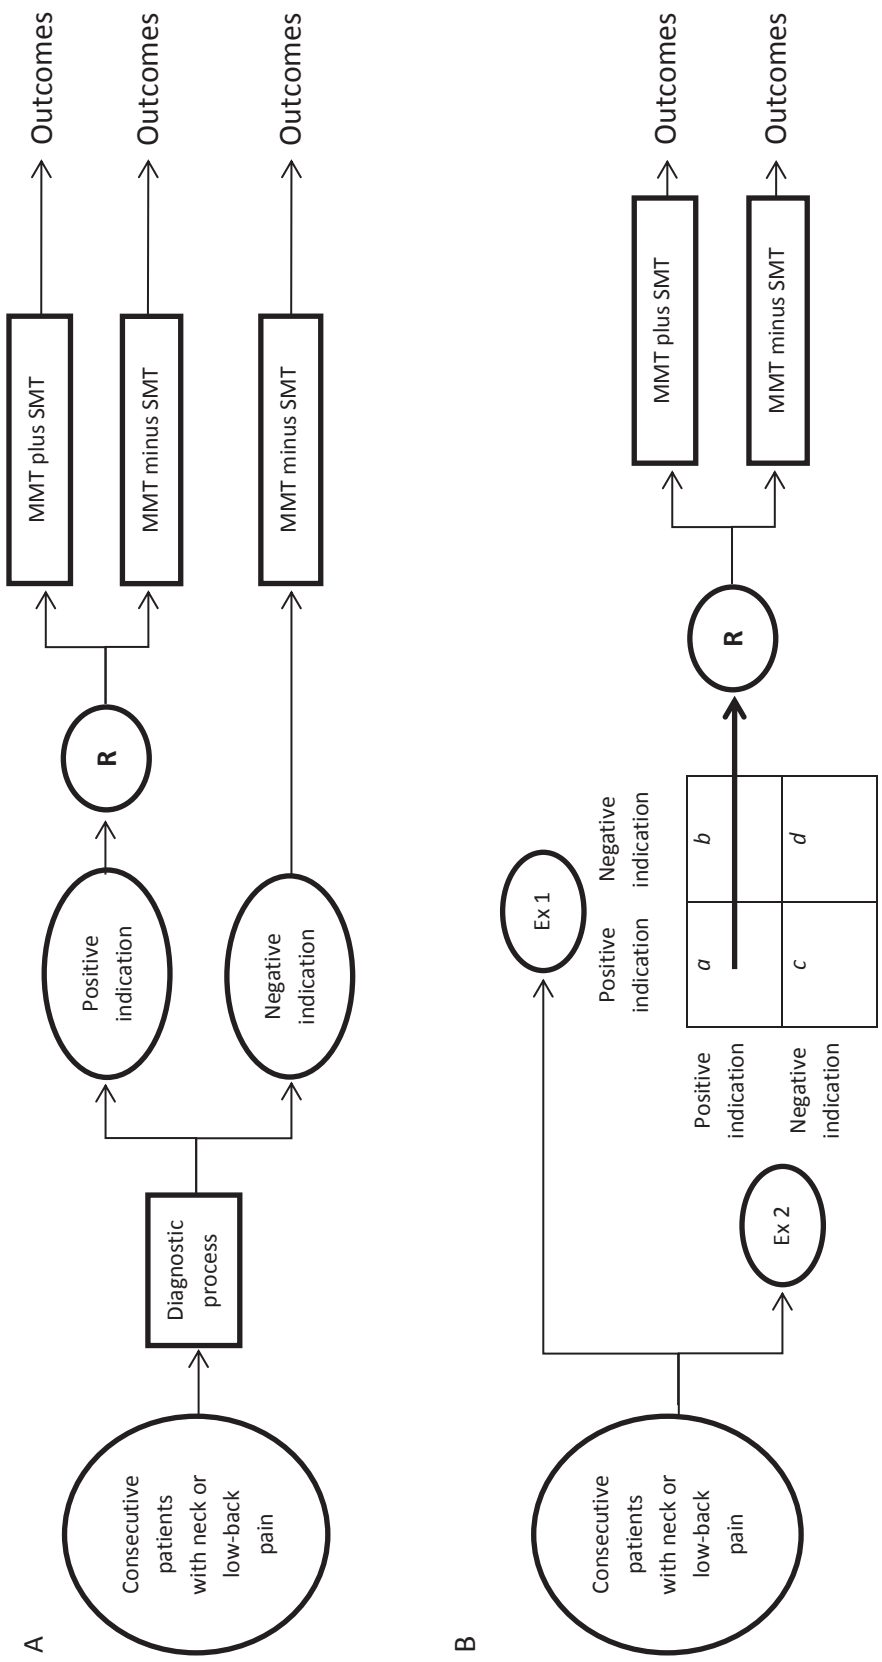 A
Consecutive
patients
with neck or
low-back
pain
Diagnostic
process
Positive
indication
Negative
indication
R
MMT plus SMT
MMT minus SMT
MMT minus SMT
Outcomes
Outcomes
Outcomes
B
Consecutive
patients
with neck or
low-back
pain
Ex 1
Ex 2
Positive
indication
Negative
indication
Positive
indication
Negative
indication
a
b
c
d
R
MMT plus SMT
MMT minus SMT
Outcomes
Outcomes